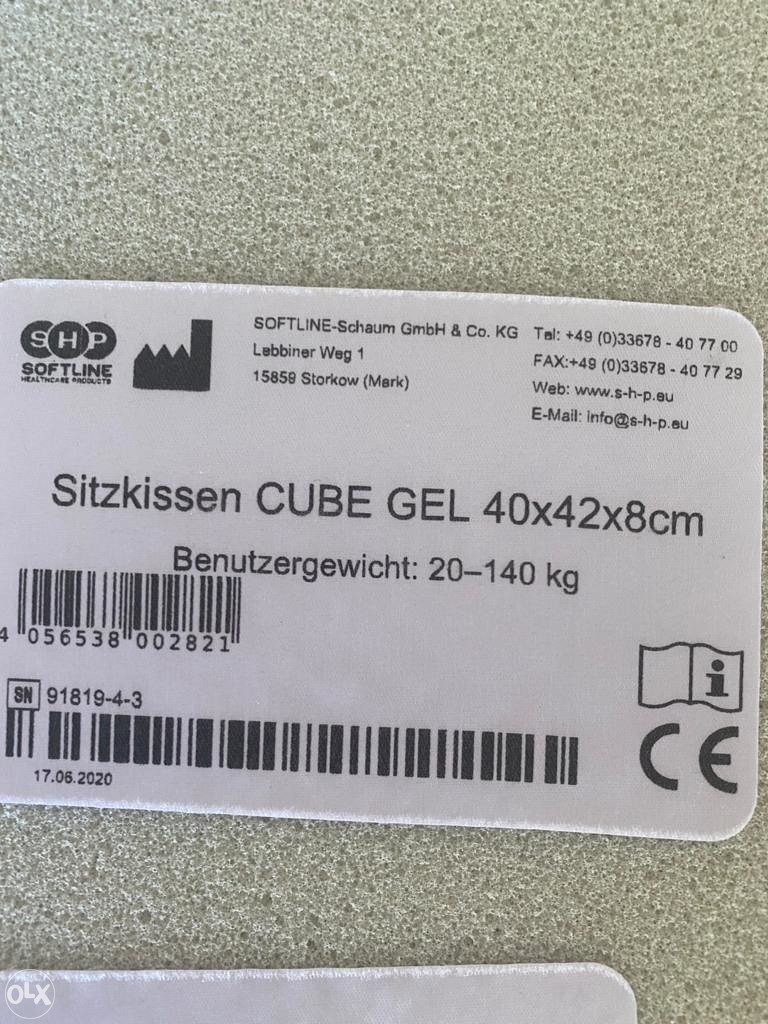 SHP
SOFTLINE
HEALTHCARE PRODUCTS
SOFTLINE-Schaum GmbH & Co. KG
Lebbiner Weg 1
15859 Storkow (Mark)
Tel: +49 (0)33678 - 40 77 00
FAX:+49 (0)33678 - 40 77 29
Web: www.s-h-p.eu
E-Mail: info@s-h-p.eu
Sitzkissen CUBE GEL 40x42x8cm
Benutzergewicht: 20–140 kg
4 056538 002821
SN 91819-4-3
17.06.2020
i
CE
OLX